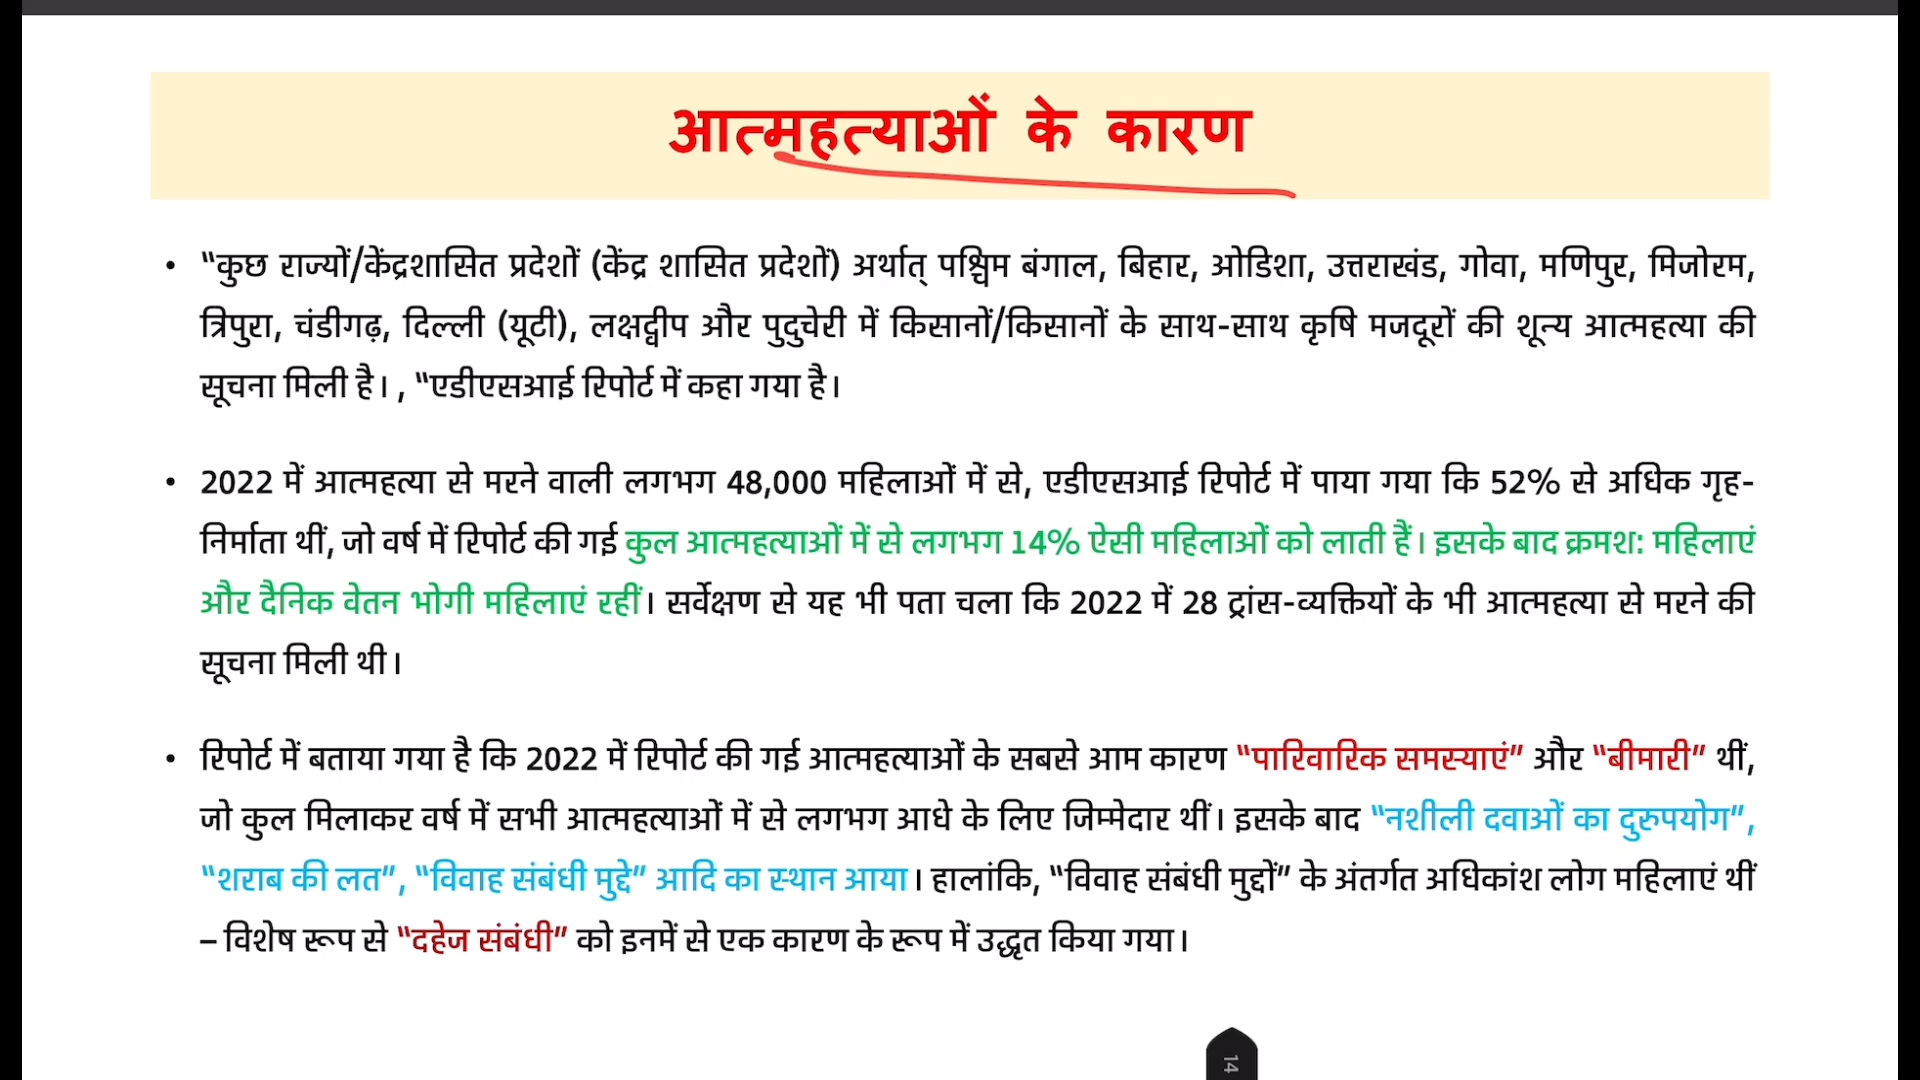 आत्महत्याओं के कारण
• “कुछ राज्यों/केंद्रशासित प्रदेशों (केंद्र शासित प्रदेशों) अर्थात् पश्चिम बंगाल, बिहार, ओडिशा, उत्तराखंड, गोवा, मणिपुर, मिजोरम,
त्रिपुरा, चंडीगढ़, दिल्ली (यूटी), लक्षद्वीप और पुदुचेरी में किसानों/किसानों के साथ-साथ कृषि मजदूरों की शून्य आत्महत्या की
सूचना मिली है। , “एडीएसआई रिपोर्ट में कहा गया है।
• 2022 में आत्महत्या से मरने वाली लगभग 48,000 महिलाओं में से, एडीएसआई रिपोर्ट में पाया गया कि 52% से अधिक गृह-
निर्माता थीं, जो वर्ष में रिपोर्ट की गई कुल आत्महत्याओं में से लगभग 14% ऐसी महिलाओं को लाती हैं। इसके बाद क्रमश: महिलाएं
और दैनिक वेतन भोगी महिलाएं रहीं। सर्वेक्षण से यह भी पता चला कि 2022 में 28 ट्रांस-व्यक्तियों के भी आत्महत्या से मरने की
सूचना मिली थी।
• रिपोर्ट में बताया गया है कि 2022 में रिपोर्ट की गई आत्महत्याओं के सबसे आम कारण “पारिवारिक समस्याएं” और “बीमारी” थीं,
जो कुल मिलाकर वर्ष में सभी आत्महत्याओं में से लगभग आधे के लिए जिम्मेदार थीं। इसके बाद “नशीली दवाओं का दुरुपयोग”,
“शराब की लत”, “विवाह संबंधी मुद्दे” आदि का स्थान आया। हालांकि, “विवाह संबंधी मुद्दों” के अंतर्गत अधिकांश लोग महिलाएं थीं
– विशेष रूप से “दहेज संबंधी” को इनमें से एक कारण के रूप में उद्धृत किया गया।
14